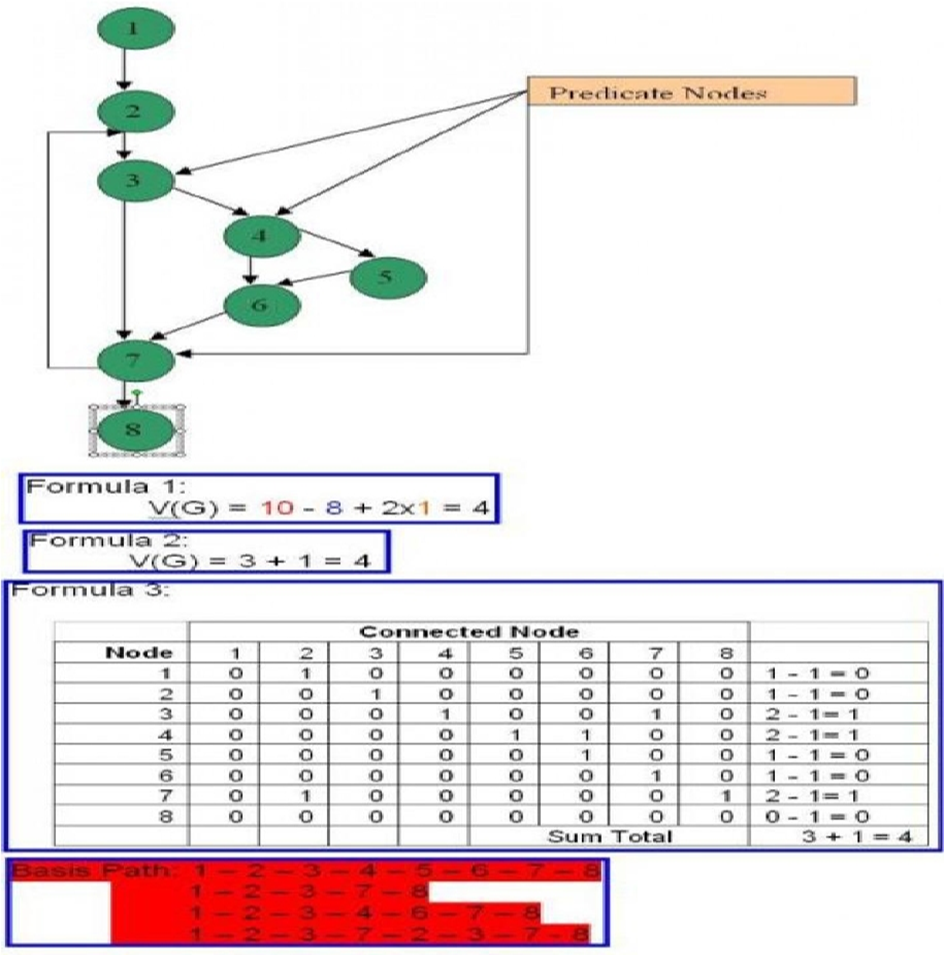 1
2
Predicate Nodes
3
4
5
6
7
8
Formula 1:
V(G) = 10 - 8 + 2x1 = 4
Formula 2:
V(G) = 3 + 1 = 4
Formula 3:
Connected Node
Node 1 2 3 4 5 6 7 8
1 0 1 0 0 0 0 0 0 1 - 1 = 0
2 0 0 1 0 0 0 0 0 1 - 1 = 0
3 0 0 0 1 0 0 1 0 2 - 1= 1
4 0 0 0 0 1 1 0 0 2 - 1= 1
5 0 0 0 0 0 1 0 0 1 - 1 = 0
6 0 0 0 0 0 0 1 0 1 - 1 = 0
7 0 1 0 0 0 0 0 1 2 - 1= 1
8 0 0 0 0 0 0 0 0 0 - 1 = 0
Sum Total 3 + 1 = 4
Basis Path: 1 – 2 – 3 – 4 – 5 – 6 – 7 – 8
1 – 2 – 3 – 7 – 8
1 – 2 – 3 – 4 – 6 – 7 – 8
1 – 2 – 3 – 7 – 2 – 3 – 7 – 8